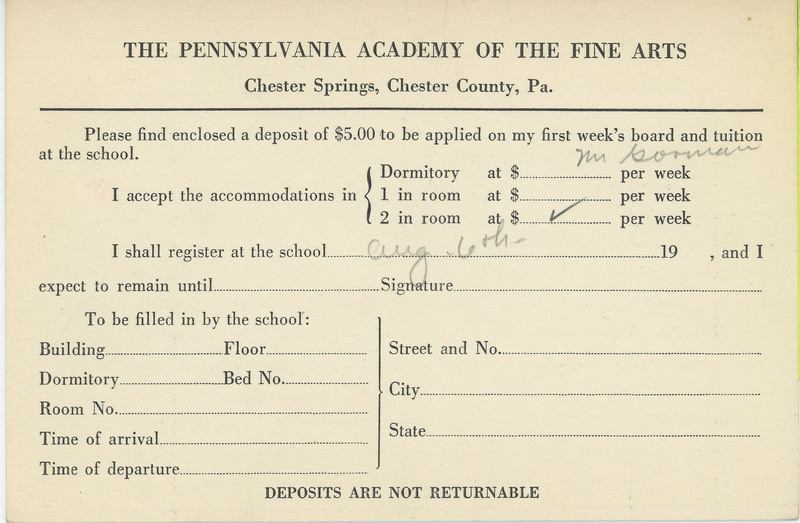 THE PENNSYLVANIA ACADEMY OF THE FINE ARTS
Chester Springs, Chester County, Pa.
Please find enclosed a deposit of $5.00 to be applied on my first week's board and tuition
at the school.
Mr Gorman
Dormitory at $ per week
I accept the accommodations in 1 in room at $ per week
2 in room at $ ✓ per week
I shall register at the school Aug 6th 19 , and I
expect to remain until Signature
To be filled in by the school:
Building Floor
Dormitory Bed No.
Room No.
Time of arrival
Time of departure
Street and No.
City
State
DEPOSITS ARE NOT RETURNABLE